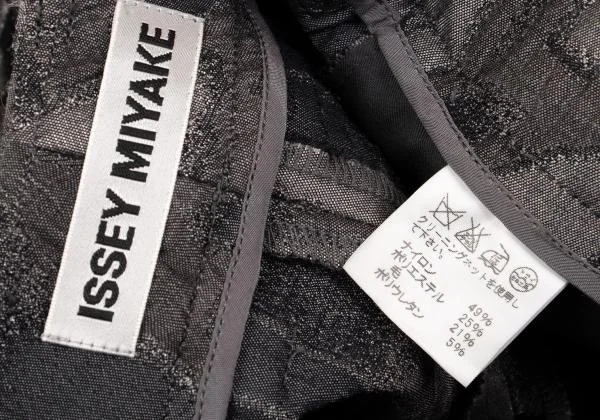 ISSEY MIYAKE
クリーニングネットを使用し
て下さい。
ナイロン 49%
ポリエステル 25%
毛 21%
ポリウレタン 5%